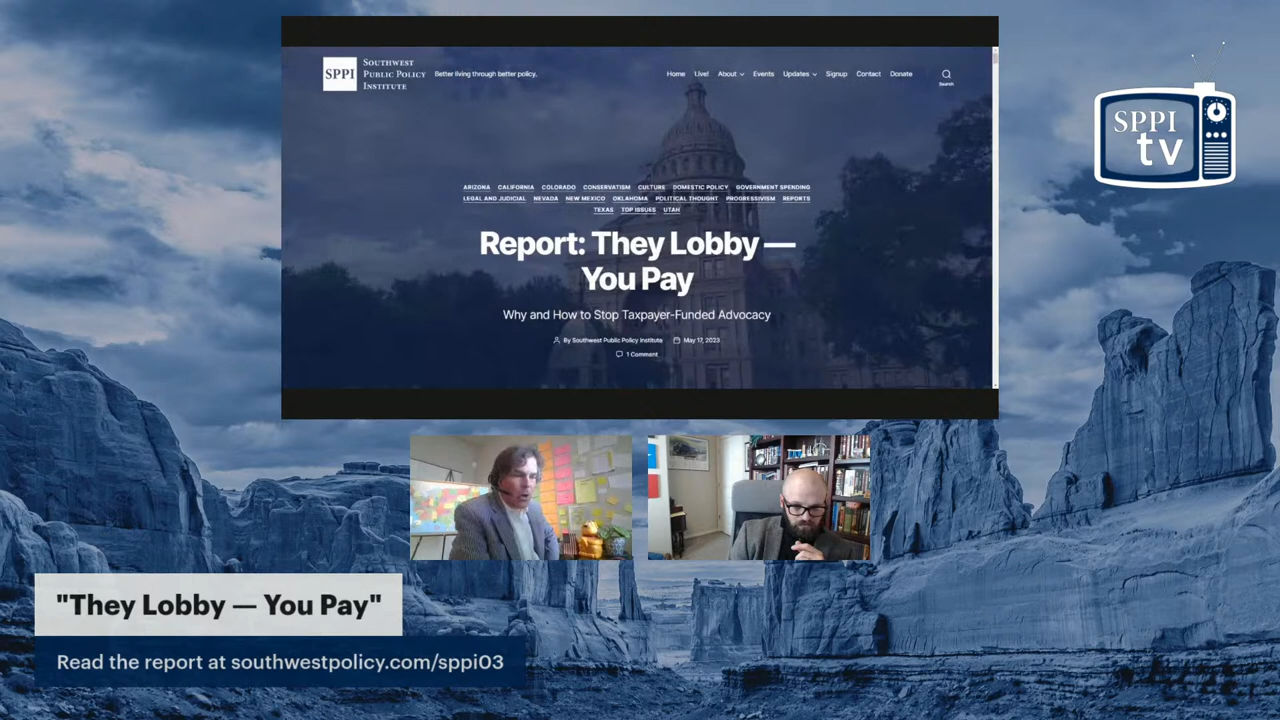 SPPI
SOUTHWEST
PUBLIC POLICY
INSTITUTE
Better living through better policy.
Home Live! About Events Updates Signup Contact Donate
Search
ARIZONA CALIFORNIA COLORADO CONSERVATISM CULTURE DOMESTIC POLICY GOVERNMENT SPENDING
LEGAL AND JUDICIAL NEVADA NEW MEXICO OKLAHOMA POLITICAL THOUGHT PROGRESSIVISM REPORTS
TEXAS TOP ISSUES UTAH
Report: They Lobby —
You Pay
Why and How to Stop Taxpayer-Funded Advocacy
By Southwest Public Policy Institute May 17, 2023
1 Comment
SPPI
tv
"They Lobby — You Pay"
Read the report at southwestpolicy.com/sppi03